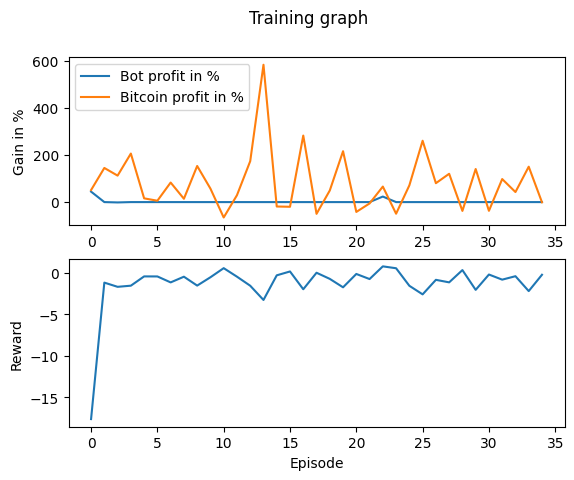 Training graph
Gain in %
600
400
200
0
Bot profit in %
Bitcoin profit in %
0 5 10 15 20 25 30 35
Reward
0
−5
−10
−15
0 5 10 15 20 25 30 35
Episode